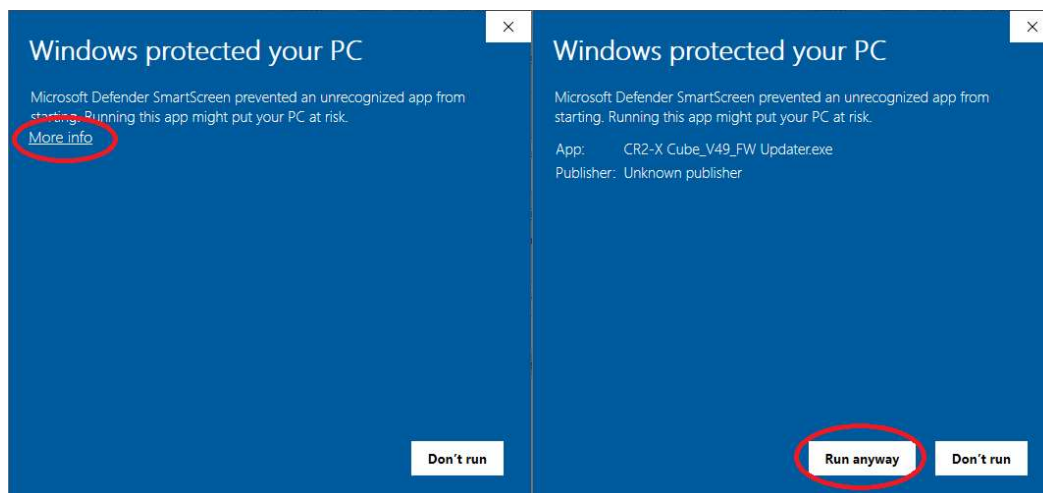 Windows protected your PC
Microsoft Defender SmartScreen prevented an unrecognized app from
starting. Running this app might put your PC at risk.
More info
Don't run
Windows protected your PC
Microsoft Defender SmartScreen prevented an unrecognized app from
starting. Running this app might put your PC at risk.
App: CR2-X Cube_V49_FW Updater.exe
Publisher: Unknown publisher
Run anyway Don't run